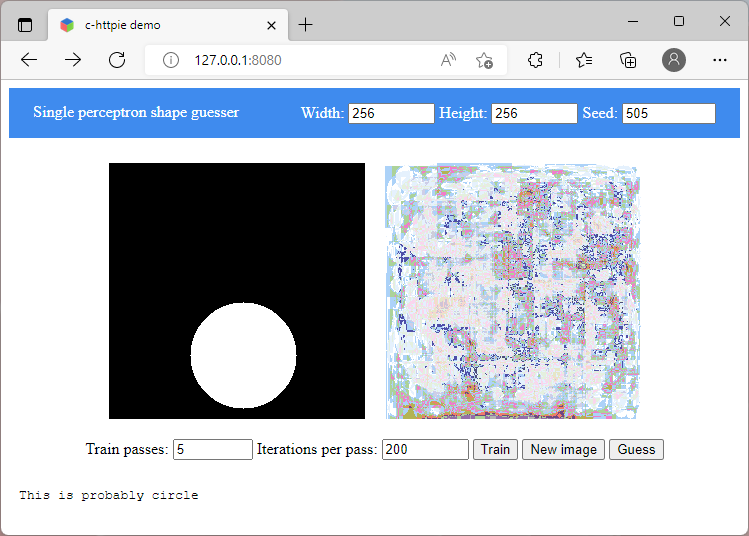 c-httpie demo
127.0.0.1:8080
Single perceptron shape guesser Width: 256 Height: 256 Seed: 505
Train passes: 5 Iterations per pass: 200 Train New image Guess
This is probably circle